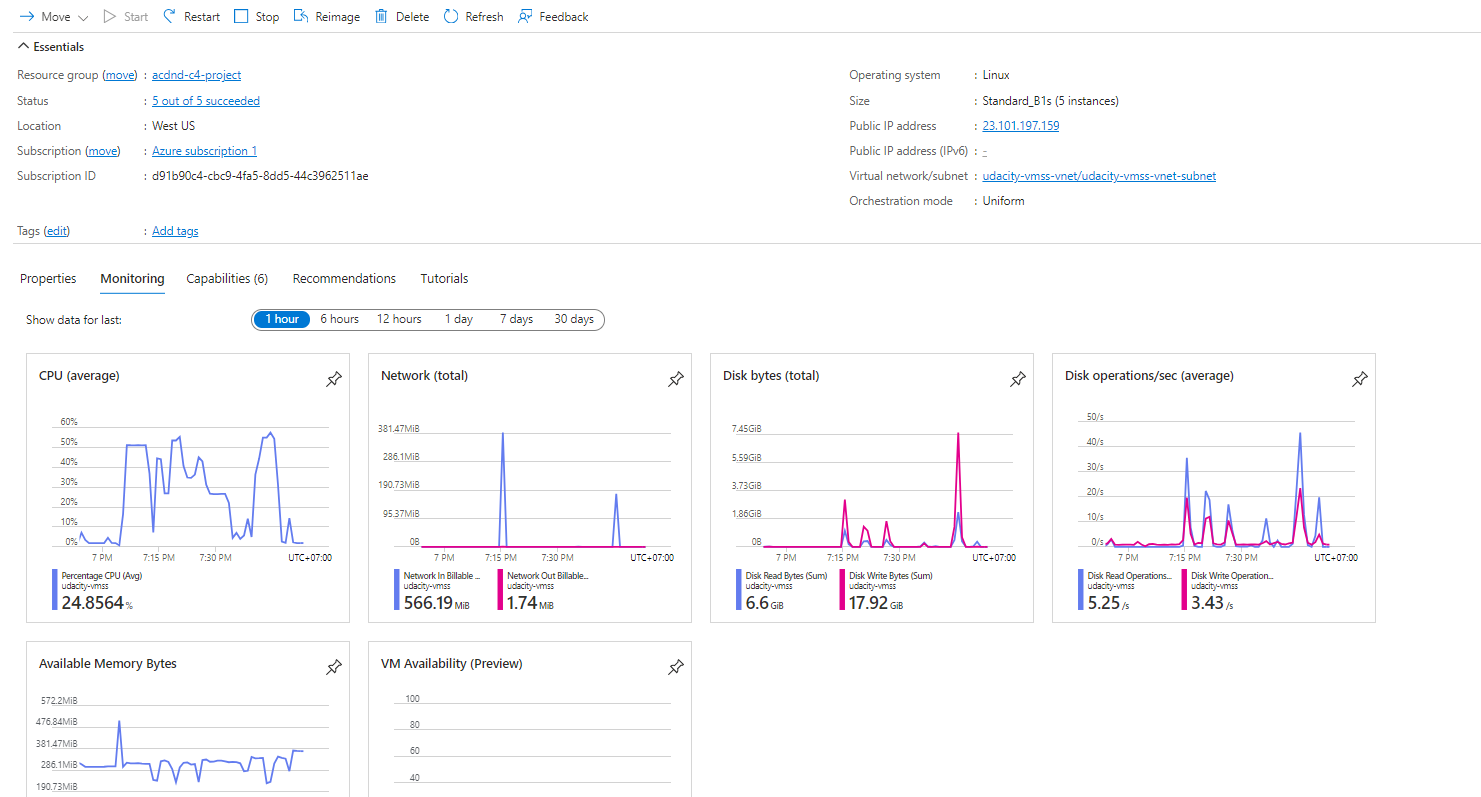 Move Start Restart Stop Reimage Delete Refresh Feedback
Essentials
Resource group (move) : acdnd-c4-project
Status : 5 out of 5 succeeded
Location : West US
Subscription (move) : Azure subscription 1
Subscription ID : d91b90c4-cbc9-4fa5-8dd5-44c3962511ae
Operating system : Linux
Size : Standard_B1s (5 instances)
Public IP address : 23.101.197.159
Public IP address (IPv6) : -
Virtual network/subnet : udacity-vmss-vnet/udacity-vmss-vnet-subnet
Orchestration mode : Uniform
Tags (edit) : Add tags
Properties Monitoring Capabilities (6) Recommendations Tutorials
Show data for last: 1 hour 6 hours 12 hours 1 day 7 days 30 days
CPU (average)
60%
50%
40%
30%
20%
10%
0%
7 PM 7:15 PM 7:30 PM UTC+07:00
Percentage CPU (Avg)
udacity-vmss
24.8564 %
Network (total)
381.47MiB
286.1MiB
190.73MiB
95.37MiB
0B
7 PM 7:15 PM 7:30 PM UTC+07:00
Network In Billable ...
udacity-vmss
566.19 MiB
Network Out Billable...
udacity-vmss
1.74 MiB
Disk bytes (total)
7.45GiB
5.59GiB
3.73GiB
1.86GiB
0B
7 PM 7:15 PM 7:30 PM UTC+07:00
Disk Read Bytes (Sum)
udacity-vmss
6.6 GiB
Disk Write Bytes (Sum)
udacity-vmss
17.92 GiB
Disk operations/sec (average)
50/s
40/s
30/s
20/s
10/s
0/s
7 PM 7:15 PM 7:30 PM UTC+07:00
Disk Read Operations...
udacity-vmss
5.25 /s
Disk Write Operation...
udacity-vmss
3.43 /s
Available Memory Bytes
572.2MiB
476.84MiB
381.47MiB
286.1MiB
190.73MiB
VM Availability (Preview)
100
80
60
40